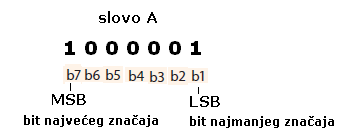 slovo A
1 0 0 0 0 0 1
b7 b6 b5 b4 b3 b2 b1
MSB LSB
bit najvećeg značaja bit najmanjeg značaja